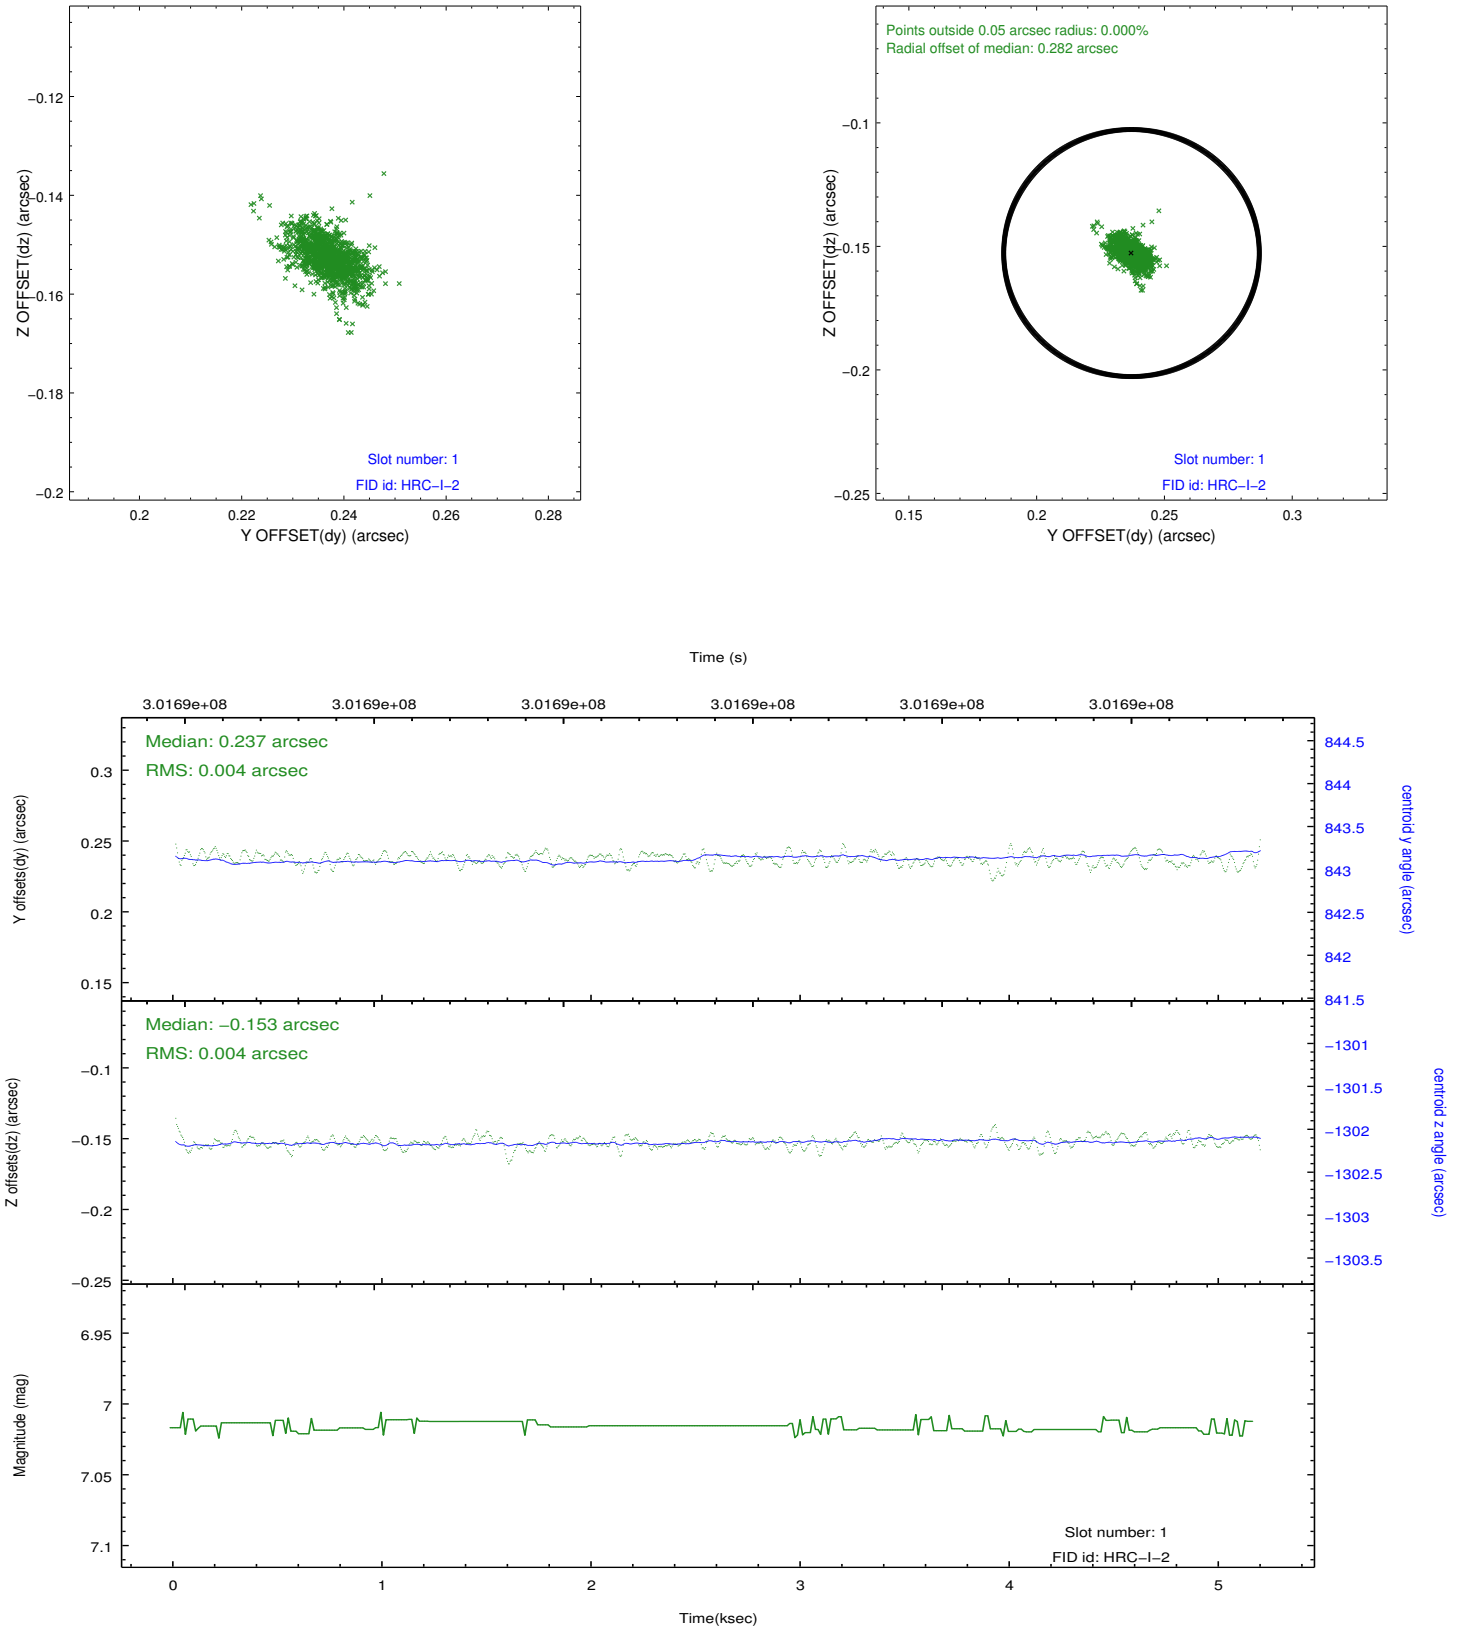 −0.12
−0.14
−0.16
−0.18
−0.2
Z OFFSET(dz) (arcsec)
Slot number: 1
FID id: HRC−I−2
0.2 0.22 0.24 0.26 0.28
Y OFFSET(dy) (arcsec)
Points outside 0.05 arcsec radius: 0.000%
Radial offset of median: 0.282 arcsec
−0.1
−0.15
−0.2
−0.25
Z OFFSET(dz) (arcsec)
Slot number: 1
FID id: HRC−I−2
0.15 0.2 0.25 0.3
Y OFFSET(dy) (arcsec)
Time (s)
3.0169e+08 3.0169e+08 3.0169e+08 3.0169e+08 3.0169e+08 3.0169e+08
Median: 0.237 arcsec
RMS: 0.004 arcsec
0.3
0.25
0.2
0.15
Y offsets(dy) (arcsec)
844.5
844
843.5
843
842.5
842
841.5
centroid y angle (arcsec)
Median: −0.153 arcsec
RMS: 0.004 arcsec
−0.1
−0.15
−0.2
−0.25
Z offsets(dz) (arcsec)
−1301
−1301.5
−1302
−1302.5
−1303
−1303.5
centroid z angle (arcsec)
6.95
7
7.05
7.1
Magnitude (mag)
Slot number: 1
FID id: HRC−I−2
0 1 2 3 4 5
Time(ksec)